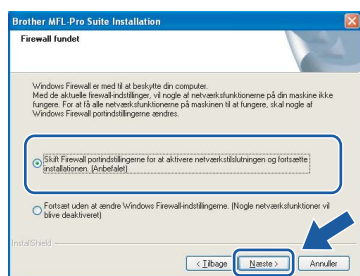 Brother MFL-Pro Suite Installation
Firewall fundet
Windows Firewall er med til at beskytte din computer.
Med de aktuelle firewall-indstillinger, vil nogle af netværksfunktionerne på din maskine ikke
fungere. For at få alle netværksfunktionerne på maskinen til at fungere, skal nogle af
Windows Firewall portindstillingerne ændres.
Skift Firewall portindstillingerne for at aktivere netværkstilslutningen og fortsætte
installationen. (Anbefalet)
Fortsæt uden at ændre Windows Firewall-indstillingerne. (Nogle netværksfunktioner vil
blive deaktiveret)
InstallShield
< Tilbage
Næste >
Annuller